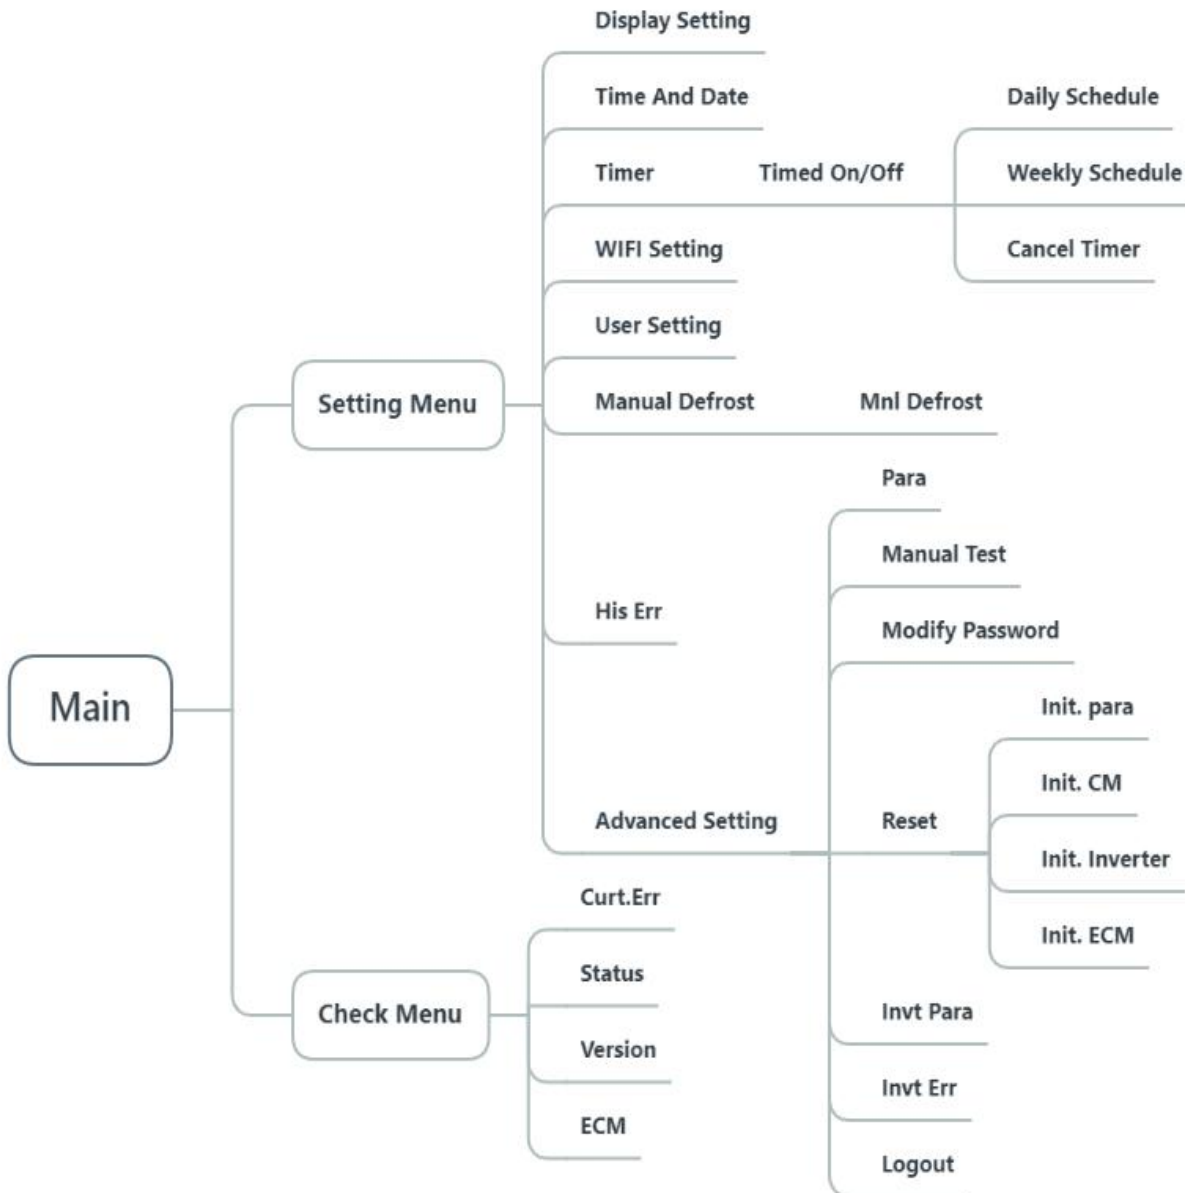 Main
Setting Menu
Display Setting
Time And Date
Timer
Timed On/Off
Daily Schedule
Weekly Schedule
Cancel Timer
WIFI Setting
User Setting
Manual Defrost
Mnl Defrost
His Err
Advanced Setting
Para
Manual Test
Modify Password
Reset
Init. para
Init. CM
Init. Inverter
Init. ECM
Invt Para
Invt Err
Logout
Check Menu
Curt.Err
Status
Version
ECM